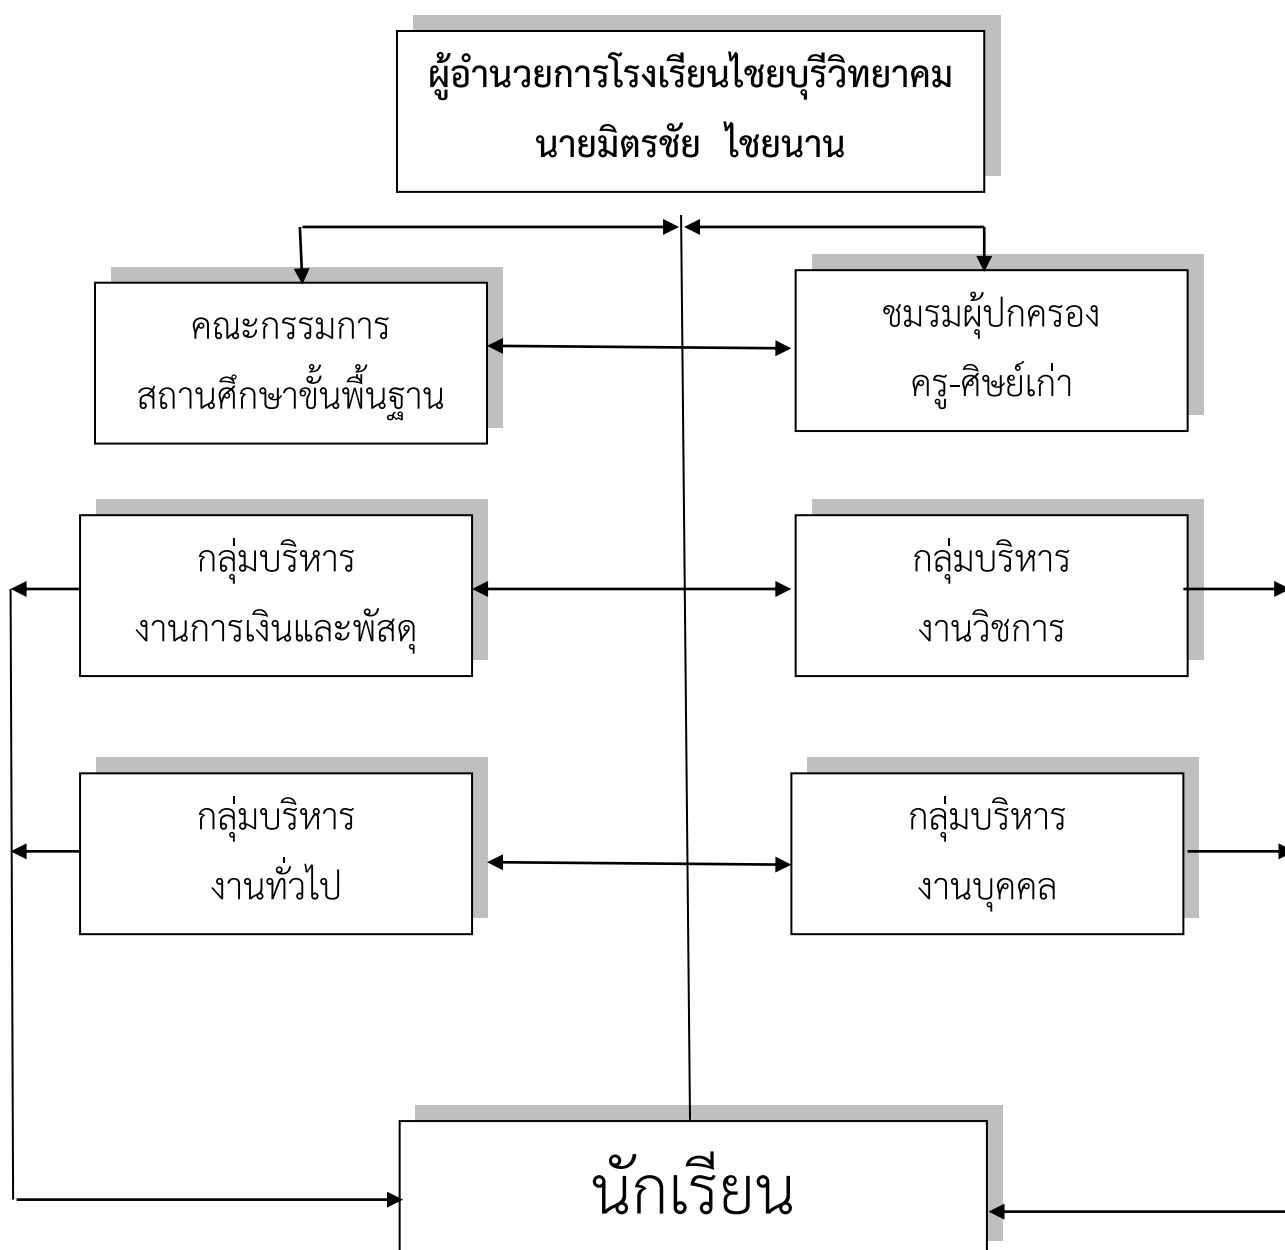 ผู้อำนวยการโรงเรียนไชยบุรีวิทยาคม
นายมิตรชัย ไชยนาน
คณะกรรมการ
สถานศึกษาขั้นพื้นฐาน
ชมรมผุ้ปกครอง
ครู-ศิษย์เก่า
กลุ่มบริหาร
งานการเงินและพัสดุ
กลุ่มบริหาร
งานวิชการ
กลุ่มบริหาร
งานทั่วไป
กลุ่มบริหาร
งานบุคคล
นักเรียน